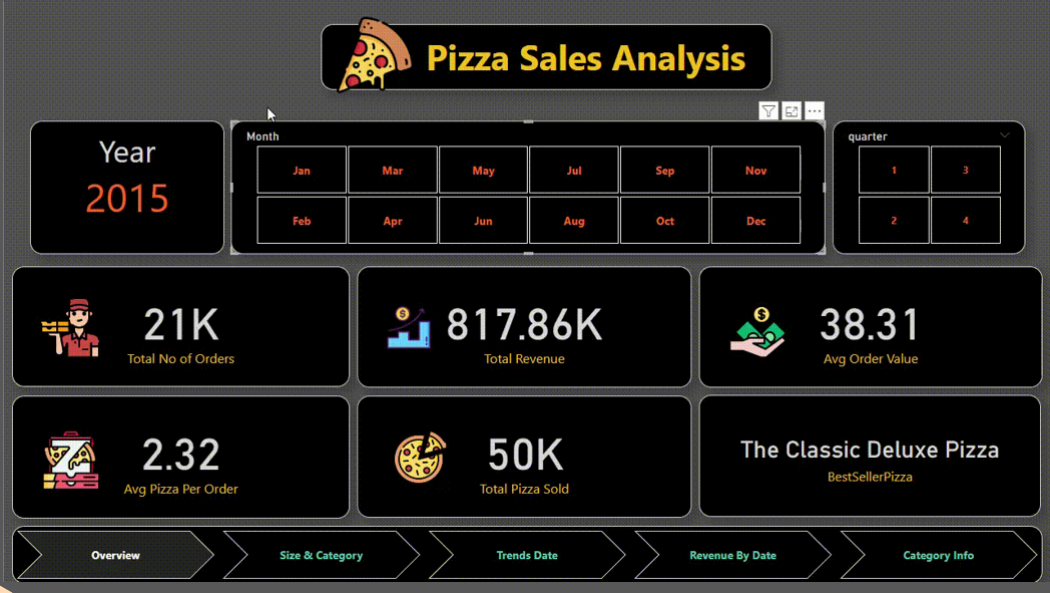 Pizza Sales Analysis
Year
2015
Month
Jan Mar May Jul Sep Nov
Feb Apr Jun Aug Oct Dec
quarter
1 3
2 4
21K
Total No of Orders
817.86K
Total Revenue
38.31
Avg Order Value
2.32
Avg Pizza Per Order
50K
Total Pizza Sold
The Classic Deluxe Pizza
BestSellerPizza
Overview
Size & Category
Trends Date
Revenue By Date
Category Info